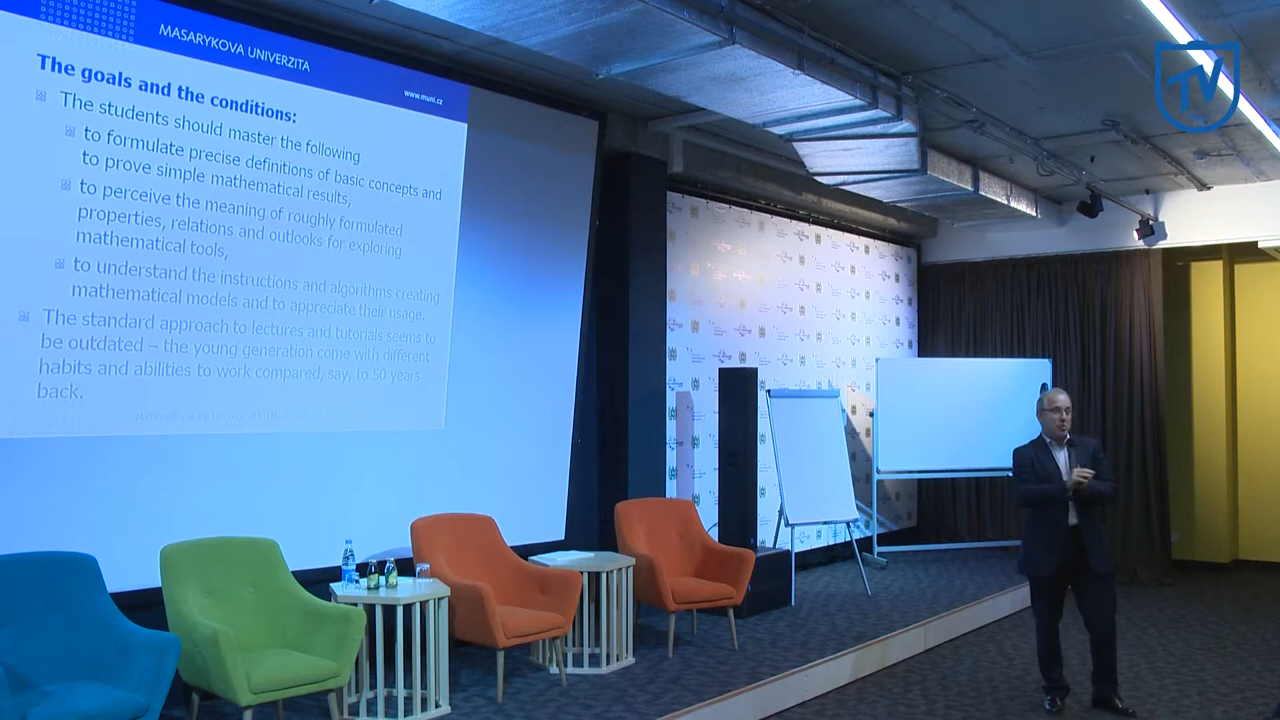 MASARYKOVA UNIVERZITA
www.muni.cz
The goals and the conditions:
The students should master the following
to formulate precise definitions of basic concepts and
to prove simple mathematical results,
to perceive the meaning of roughly formulated
properties, relations and outlooks for exploring
mathematical tools,
to understand the instructions and algorithms creating
mathematical models and to appreciate their usage.
The standard approach to lectures and tutorials seems to
be outdated – the young generation come with different
habits and abilities to work compared, say, to 50 years
back.
TV